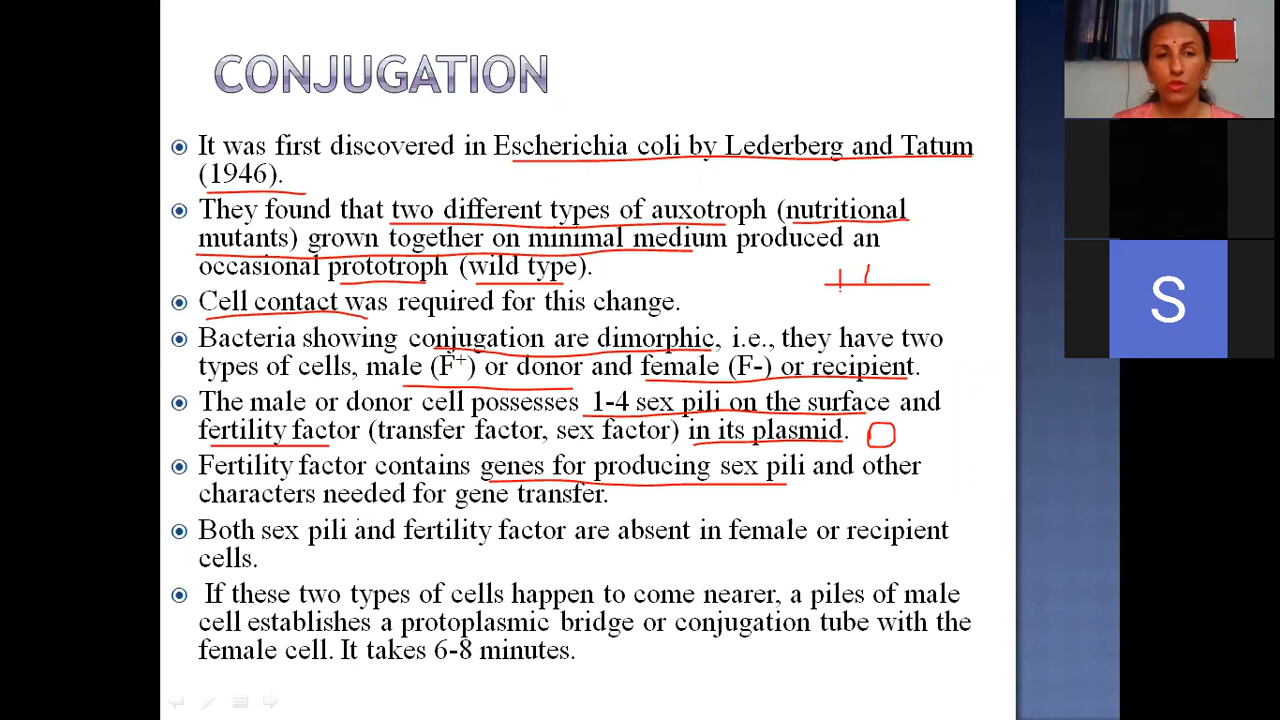 CONJUGATION
It was first discovered in Escherichia coli by Lederberg and Tatum
(1946).
They found that two different types of auxotroph (nutritional
mutants) grown together on minimal medium produced an
occasional prototroph (wild type).
Cell contact was required for this change.
Bacteria showing conjugation are dimorphic, i.e., they have two
types of cells, male (F⁺) or donor and female (F-) or recipient.
The male or donor cell possesses 1-4 sex pili on the surface and
fertility factor (transfer factor, sex factor) in its plasmid.
Fertility factor contains genes for producing sex pili and other
characters needed for gene transfer.
Both sex pili and fertility factor are absent in female or recipient
cells.
If these two types of cells happen to come nearer, a piles of male
cell establishes a protoplasmic bridge or conjugation tube with the
female cell. It takes 6-8 minutes.
S